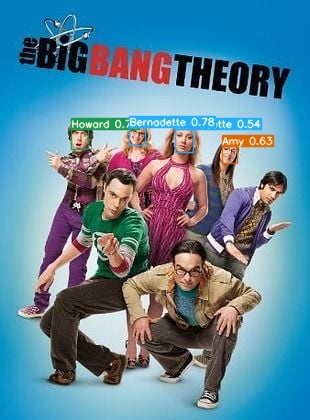 the BIG BANG THEORY
Howard 0.7
Bernadette 0.78
tte 0.54
Amy 0.63